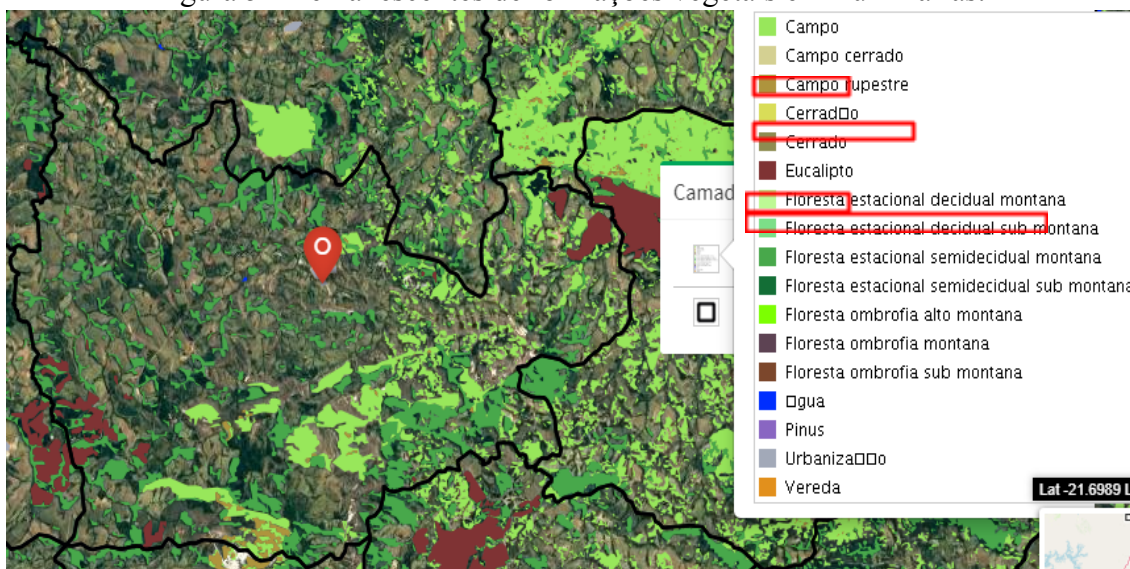 Campo
Campo cerrado
Campo rupestre
Cerrad□o
Cerrado
Eucalipto
Camad
Floresta estacional decidual montana
Floresta estacional decidual sub montana
Floresta estacional semidecidual montana
Floresta estacional semidecidual sub montana
Floresta ombrofia alto montana
Floresta ombrofia montana
Floresta ombrofia sub montana
□gua
Pinus
Urbaniza□□o
Vereda
Lat -21.6989 L